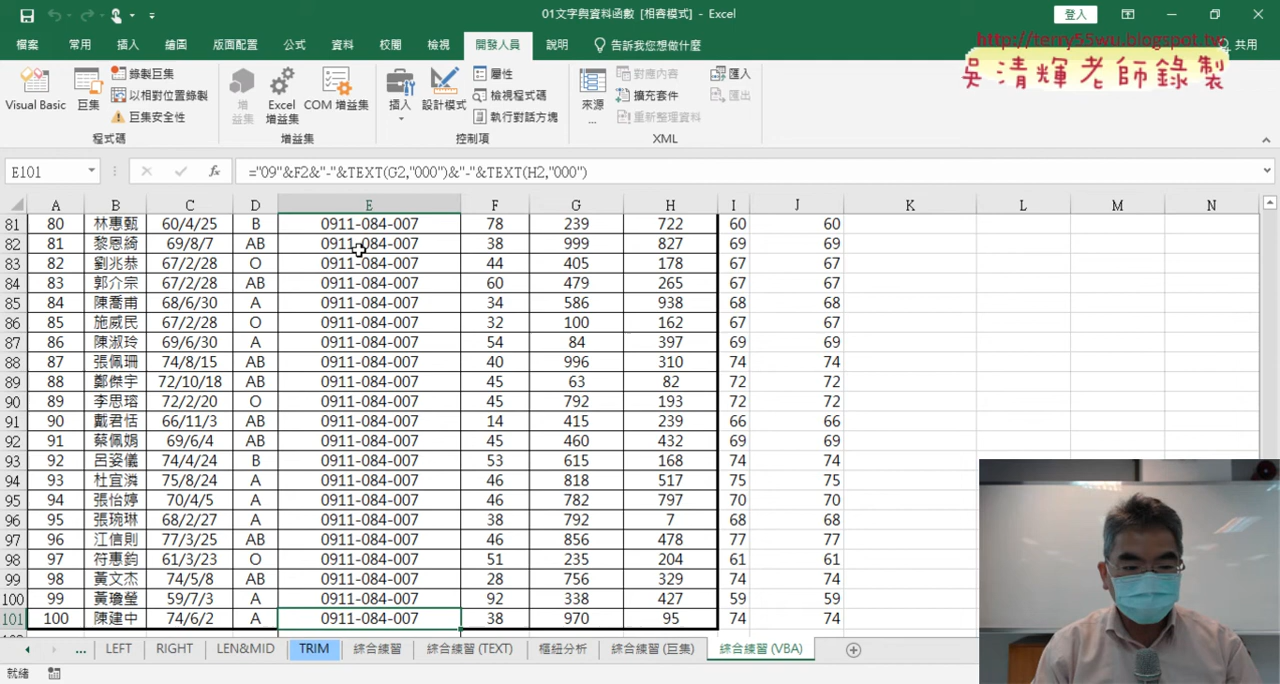 01文字與資料函數 [相容模式] - Excel
登入
檔案 常用 插入 繪圖 版面配置 公式 資料 校閱 檢視 開發人員 說明 告訴我您想做什麼 共用
http://terry55wu.blogspot.tw
吳清輝老師錄製
Visual Basic 巨集 錄製巨集 以相對位置錄製 巨集安全性
程式碼
增益集 Excel 增益集 COM 增益集
增益集
插入 設計模式 屬性 檢視程式碼 執行對話方塊
控制項
來源... 對應內容 擴充套件 重新整理資料 匯入 匯出
XML
E101 fx ="09"&F2&"-"&TEXT(G2,"000")&"-"&TEXT(H2,"000")
A B C D E F G H I J K L M N
81 80 林惠甄 60/4/25 B 0911-084-007 78 239 722 60 60
82 81 黎恩綺 69/8/7 AB 0911-084-007 38 999 827 69 69
83 82 劉兆恭 67/2/28 O 0911-084-007 44 405 178 67 67
84 83 郭介宗 67/2/28 AB 0911-084-007 60 479 265 67 67
85 84 陳喬甫 68/6/30 A 0911-084-007 34 586 938 68 68
86 85 施威民 67/2/28 O 0911-084-007 32 100 162 67 67
87 86 陳淑玲 69/6/30 A 0911-084-007 54 84 397 69 69
88 87 張佩珊 74/8/15 AB 0911-084-007 40 996 310 74 74
89 88 鄭傑宇 72/10/18 AB 0911-084-007 45 63 82 72 72
90 89 李思瑢 72/2/20 O 0911-084-007 45 792 193 72 72
91 90 戴君恬 66/11/3 AB 0911-084-007 14 415 239 66 66
92 91 蔡佩娟 69/6/4 AB 0911-084-007 45 460 432 69 69
93 92 呂姿儀 74/4/24 B 0911-084-007 53 615 168 74 74
94 93 杜宜潾 75/8/24 A 0911-084-007 46 818 517 75 75
95 94 張怡婷 70/4/5 A 0911-084-007 46 782 797 70 70
96 95 張琬琳 68/2/27 A 0911-084-007 38 792 7 68 68
97 96 江信則 77/3/25 AB 0911-084-007 46 856 478 77 77
98 97 符惠鈞 61/3/23 O 0911-084-007 51 235 204 61 61
99 98 黃文杰 74/5/8 AB 0911-084-007 28 756 329 74 74
100 99 黃瓊瑩 59/7/3 A 0911-084-007 92 338 427 59 59
101 100 陳建中 74/6/2 A 0911-084-007 38 970 95 74 74
... LEFT RIGHT LEN&MID TRIM 綜合練習 綜合練習 (TEXT) 樞紐分析 綜合練習 (巨集) 綜合練習 (VBA)
就緒